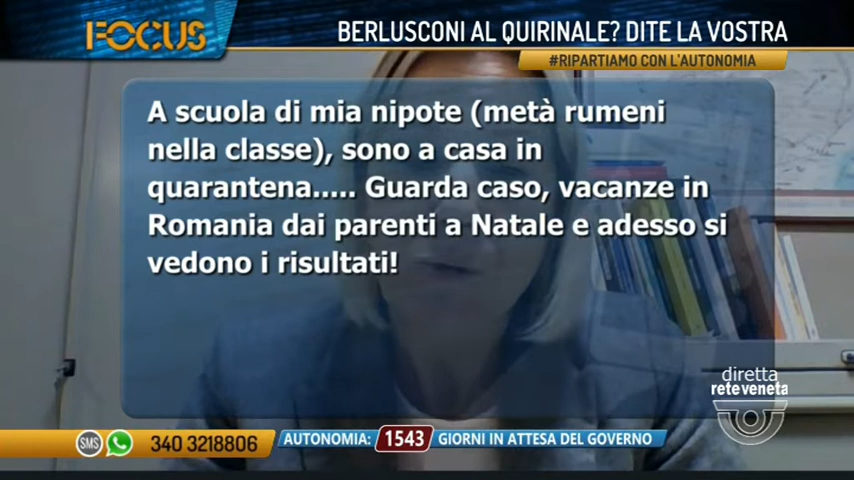 FOCUS
BERLUSCONI AL QUIRINALE? DITE LA VOSTRA
#RIPARTIAMO CON L'AUTONOMIA
A scuola di mia nipote (metà rumeni
nella classe), sono a casa in
quarantena..... Guarda caso, vacanze in
Romania dai parenti a Natale e adesso si
vedono i risultati!
diretta
reteveneta
SMS 340 3218806
AUTONOMIA: 1543 GIORNI IN ATTESA DEL GOVERNO